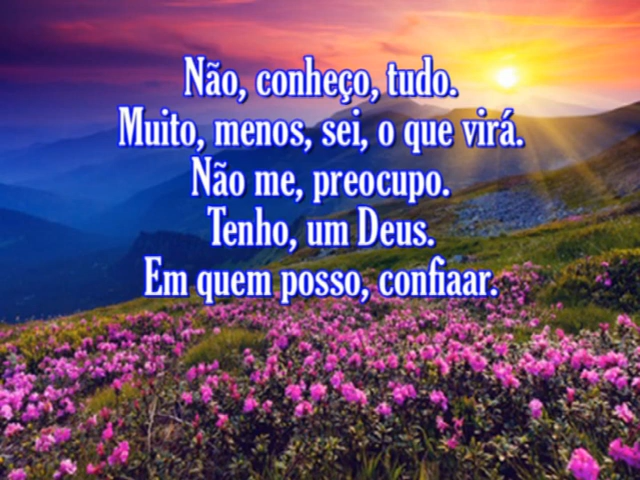 Não, conheço, tudo.
Muito, menos, sei, o que virá.
Não me, preocupo.
Tenho, um Deus.
Em quem posso, confiaar.